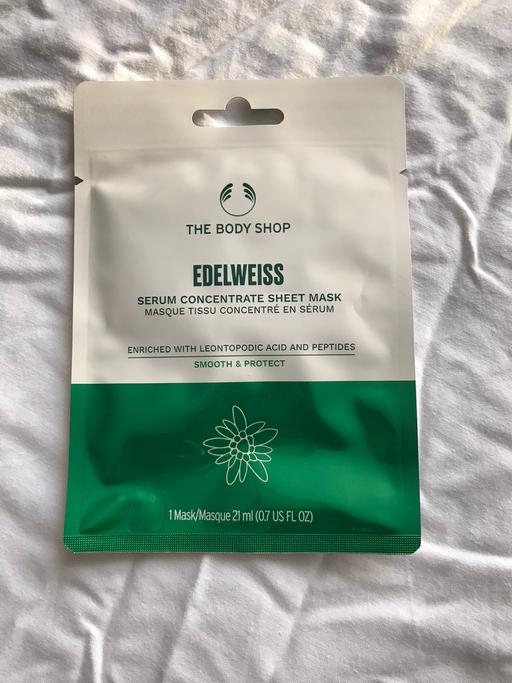 THE BODY SHOP
EDELWEISS
SERUM CONCENTRATE SHEET MASK
MASQUE TISSU CONCENTRÉ EN SÉRUM
ENRICHED WITH LEONTOPODIC ACID AND PEPTIDES
SMOOTH & PROTECT
1 Mask/Masque 21 ml (0.7 US FL OZ)